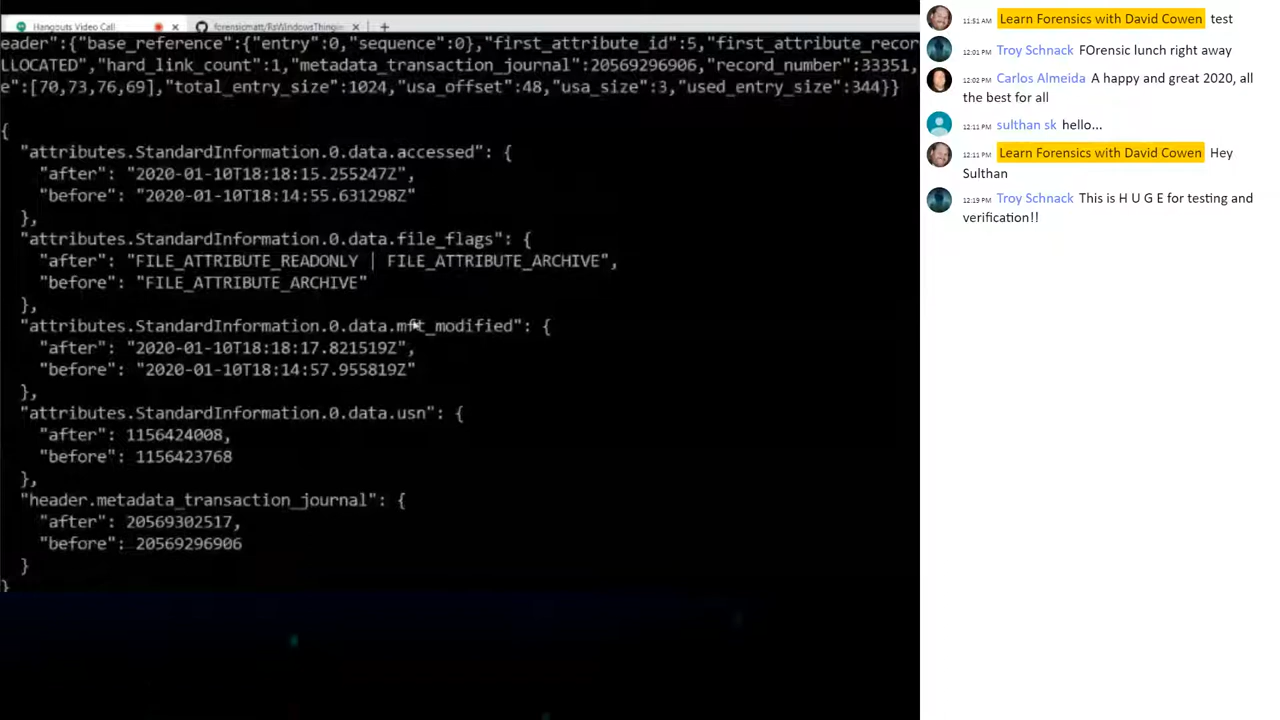 Hangouts Video Call
forensicmatt/RsWindowsThingies
eader":{"base_reference":{"entry":0,"sequence":0},"first_attribute_id":5,"first_attribute_recor
LLOCATED","hard_link_count":1,"metadata_transaction_journal":20569296906,"record_number":33351,
e":[70,73,76,69],"total_entry_size":1024,"usa_offset":48,"usa_size":3,"used_entry_size":344}}
{
"attributes.StandardInformation.0.data.accessed": {
"after": "2020-01-10T18:18:15.255247Z",
"before": "2020-01-10T18:14:55.631298Z"
},
"attributes.StandardInformation.0.data.file_flags": {
"after": "FILE_ATTRIBUTE_READONLY | FILE_ATTRIBUTE_ARCHIVE",
"before": "FILE_ATTRIBUTE_ARCHIVE"
},
"attributes.StandardInformation.0.data.mft_modified": {
"after": "2020-01-10T18:18:17.821519Z",
"before": "2020-01-10T18:14:57.955819Z"
},
"attributes.StandardInformation.0.data.usn": {
"after": 1156424008,
"before": 1156423768
},
"header.metadata_transaction_journal": {
"after": 20569302517,
"before": 20569296906
}
}
11:51 AM Learn Forensics with David Cowen test
12:01 PM Troy Schnack FOrensic lunch right away
12:02 PM Carlos Almeida A happy and great 2020, all
the best for all
12:11 PM sulthan sk hello...
12:11 PM Learn Forensics with David Cowen Hey
Sulthan
12:19 PM Troy Schnack This is H U G E for testing and
verification!!